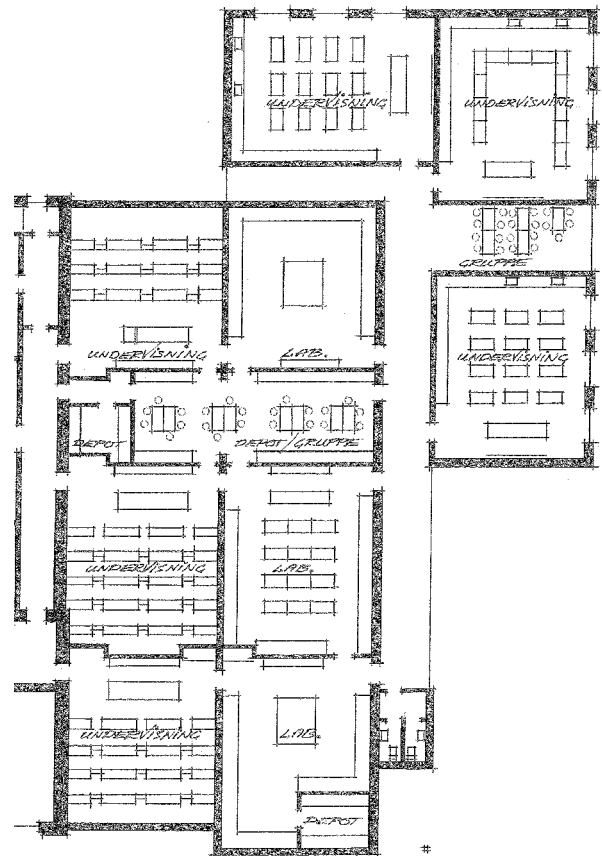 UNDERVISNING
UNDERVISNING
GRUPPE
UNDERVISNING
LAB.
UNDERVISNING
DEPOT
DEPOT/GRUPPE
UNDERVISNING
LAB.
UNDERVISNING
LAB.
DEPOT